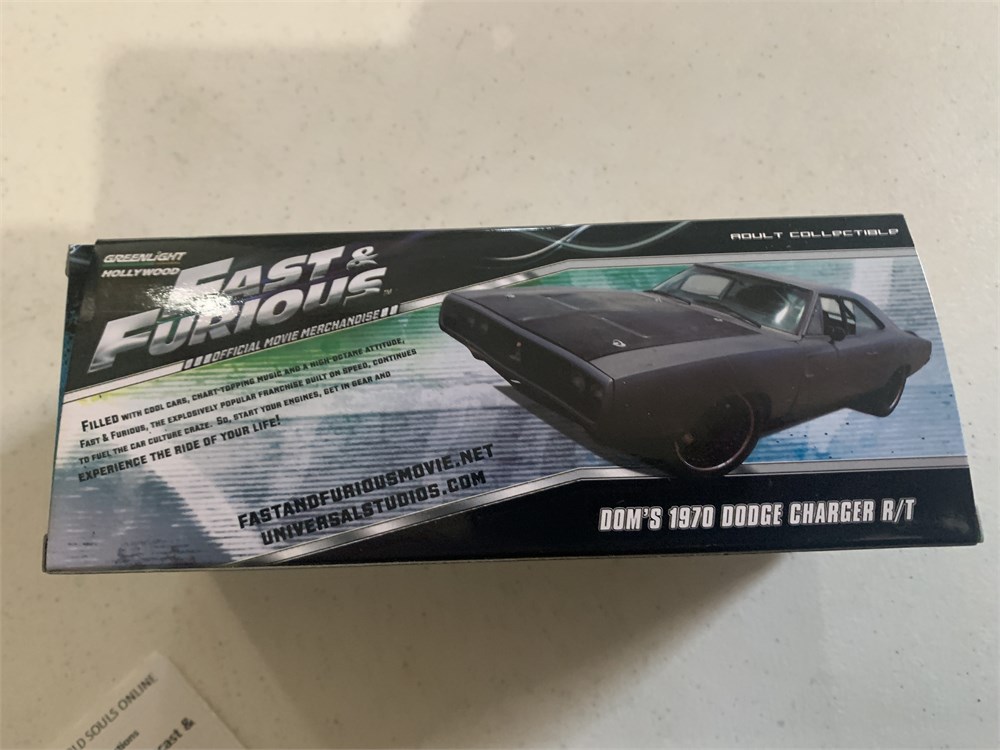 GREENLIGHT
HOLLYWOOD
FAST &
FURIOUS™
OFFICIAL MOVIE MERCHANDISE
ADULT COLLECTIBLE
FILLED WITH COOL CARS, CHART-TOPPING MUSIC AND A HIGH-OCTANE ATTITUDE,
FAST & FURIOUS, THE EXPLOSIVELY POPULAR FRANCHISE BUILT ON SPEED, CONTINUES
TO FUEL THE CAR CULTURE CRAZE. SO, START YOUR ENGINES, GET IN GEAR AND
EXPERIENCE THE RIDE OF YOUR LIFE!
FASTANDFURIOUSMOVIE.NET
UNIVERSALSTUDIOS.COM
DOM'S 1970 DODGE CHARGER R/T
SOULS ONLINE
&